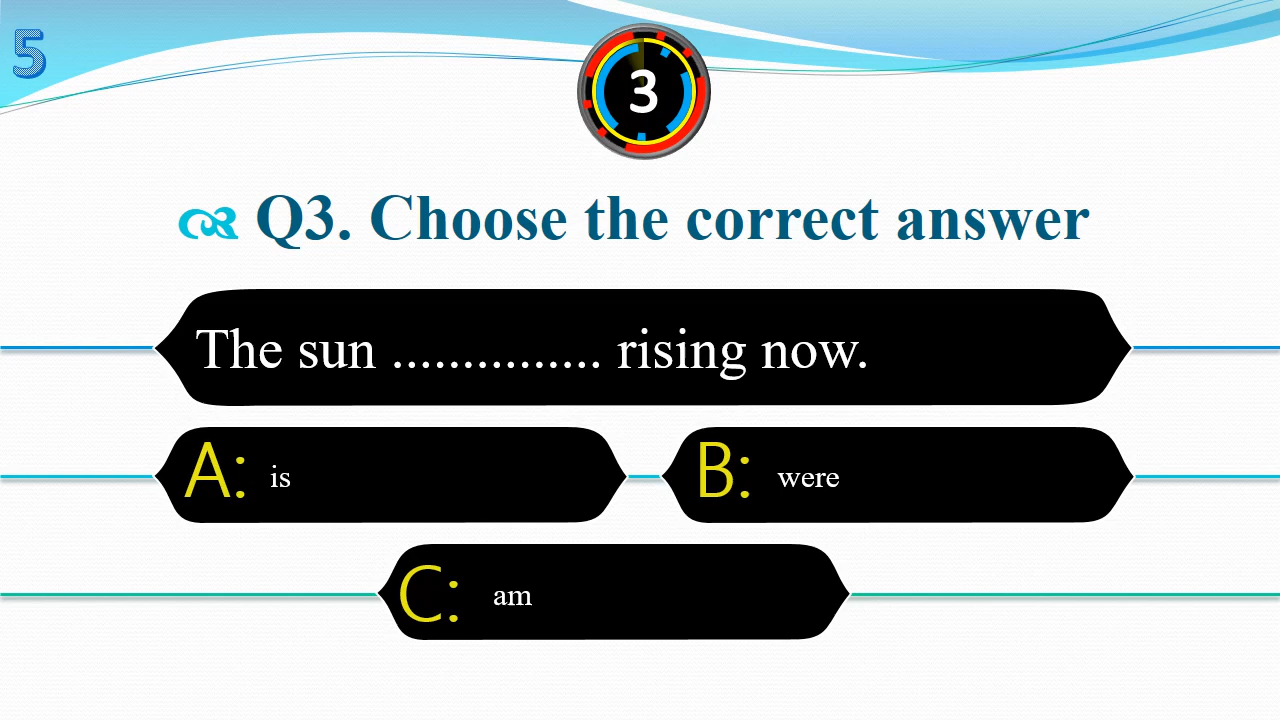 5
3
Q3. Choose the correct answer
The sun ............... rising now.
A: is
B: were
C: am